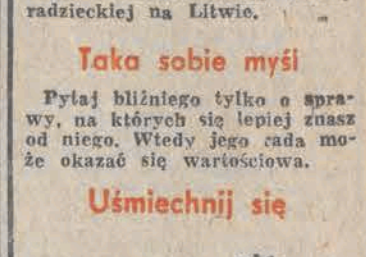 radzieckiej na Litwie.
Taka sobie myśl
Pytaj bliźniego tylko o spra-
wy, na których się lepiej znasz
od niego. Wtedy jego rada mo-
że okazać się wartościowa.
Uśmiechnij się